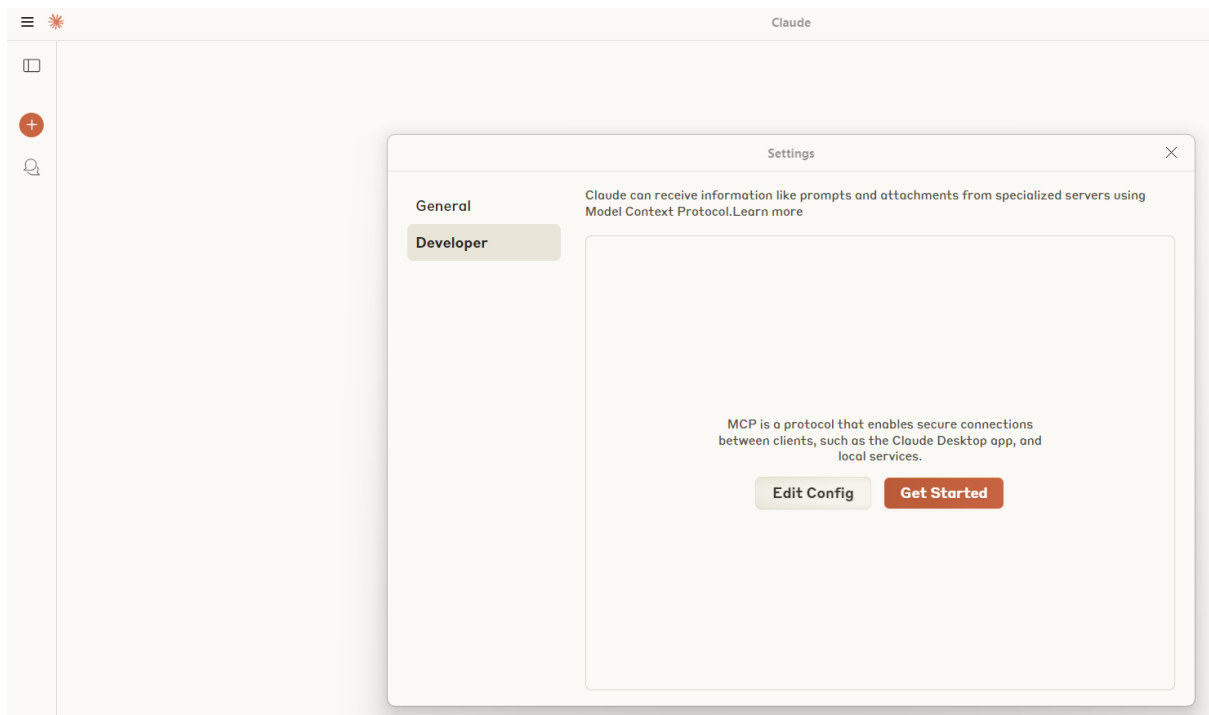 Claude
Settings
General
Developer
Claude can receive information like prompts and attachments from specialized servers using
Model Context Protocol.Learn more
MCP is a protocol that enables secure connections
between clients, such as the Claude Desktop app, and
local services.
Edit Config
Get Started